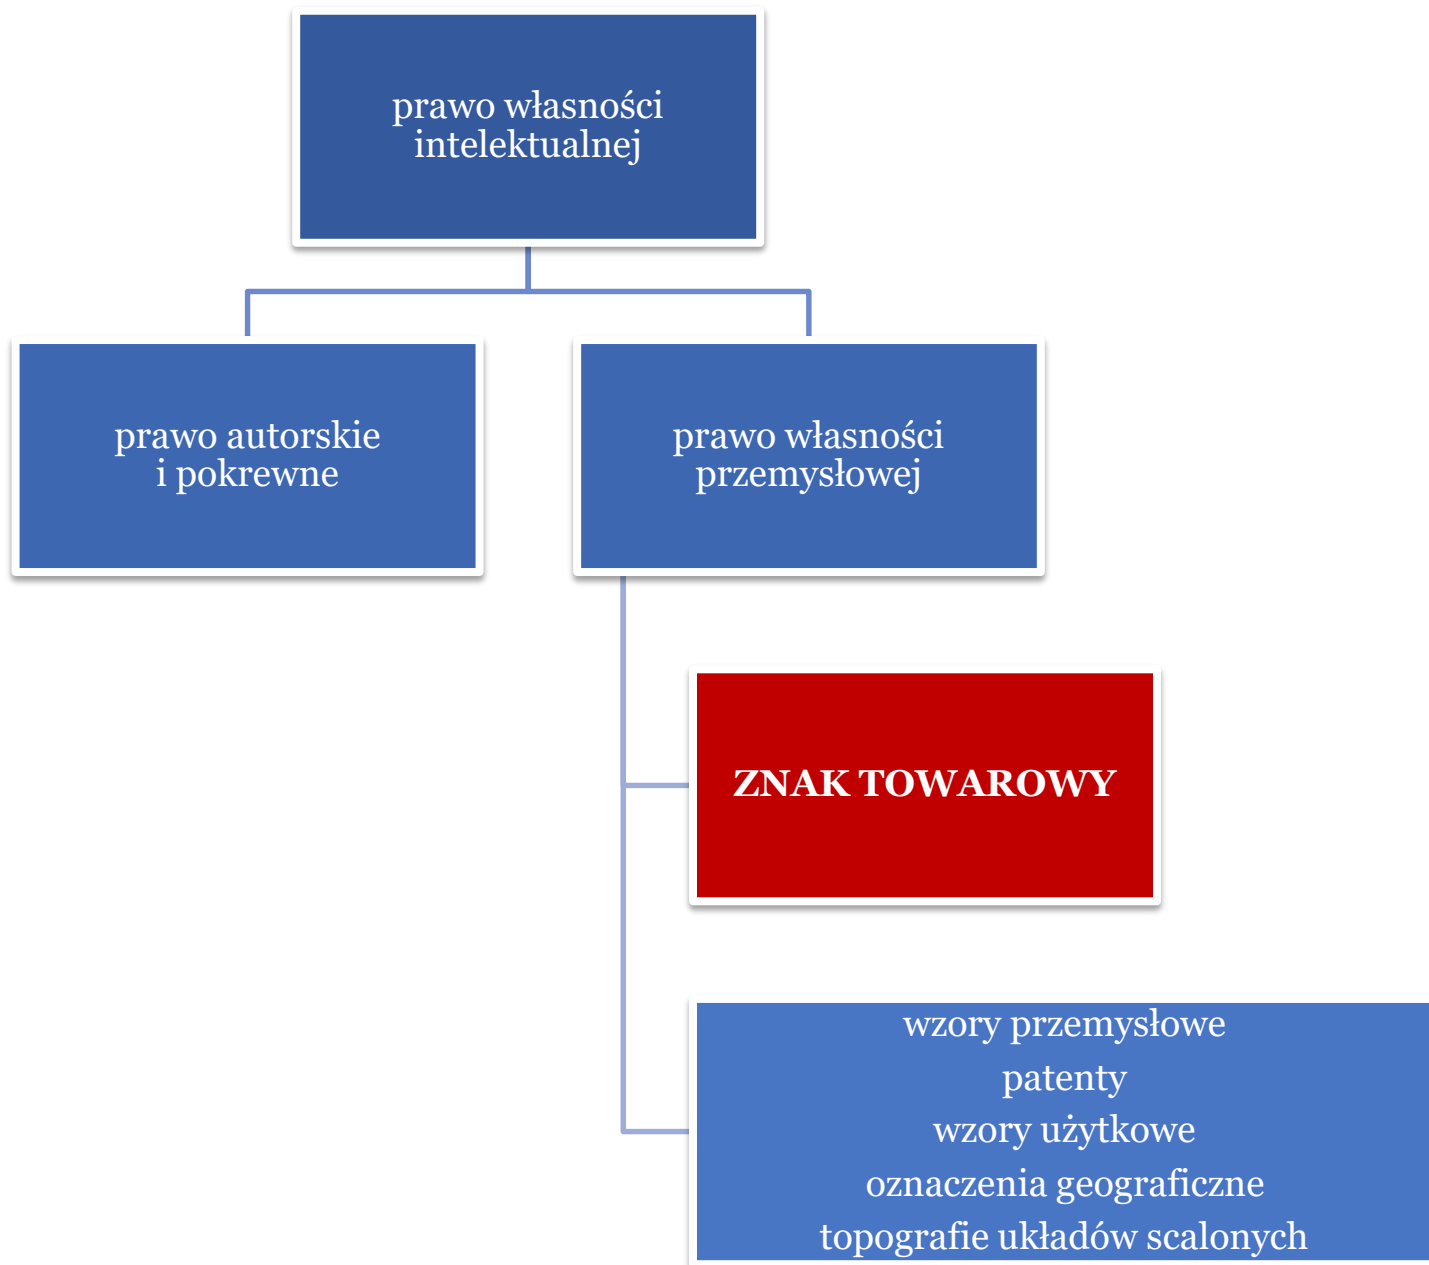 prawo własności
intelektualnej
prawo autorskie
i pokrewne
prawo własności
przemysłowej
ZNAK TOWAROWY
wzory przemysłowe
patenty
wzory użytkowe
oznaczenia geograficzne
topografie układów scalonych